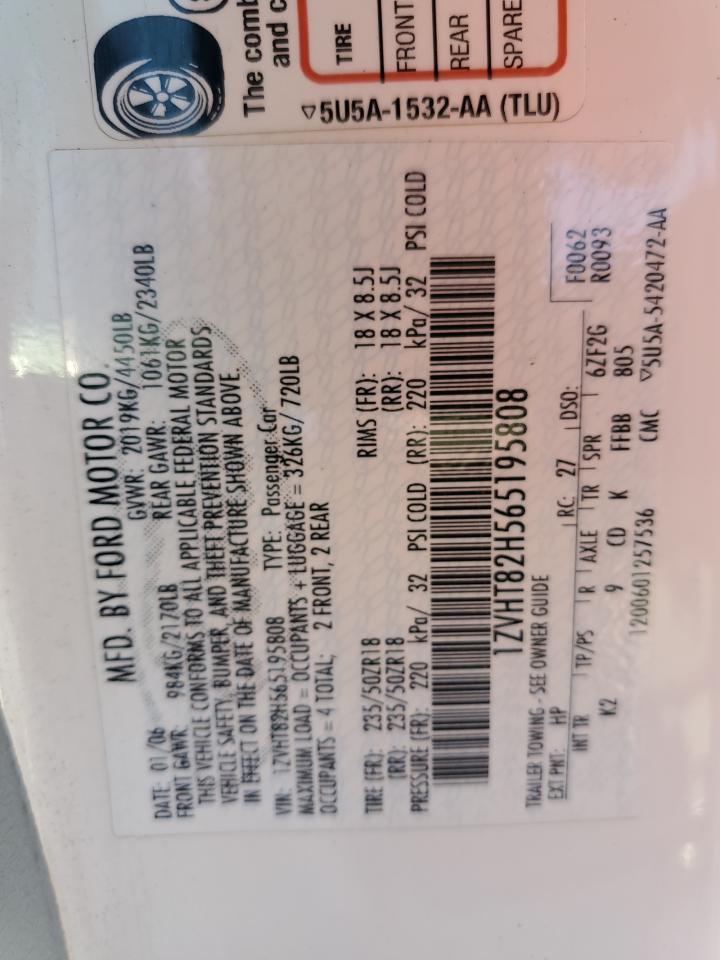 The comb
and c
TIRE
FRONT
REAR
SPARE
▽5U5A-1532-AA (TLU)
MFD. BY FORD MOTOR CO.
DATE: 01/06 GVWR: 2019KG/4450LB
FRONT GAWR: 984KG/2170LB REAR GAWR: 1061KG/2340LB
THIS VEHICLE CONFORMS TO ALL APPLICABLE FEDERAL MOTOR
VEHICLE SAFETY, BUMPER, AND THEFT PREVENTION STANDARDS
IN EFFECT ON THE DATE OF MANUFACTURE SHOWN ABOVE.
VIN: 1ZVHT82H565195808 TYPE: Passenger Car
MAXIMUM LOAD = OCCUPANTS + LUGGAGE = 326KG/ 720LB
OCCUPANTS = 4 TOTAL; 2 FRONT, 2 REAR
TIRE (FR): 235/50ZR18 RIMS (FR): 18 X 8.5J
(RR): 235/50ZR18 (RR): 18 X 8.5J
PRESSURE (FR): 220 kPa/ 32 PSI COLD (RR): 220 kPa/ 32 PSI COLD
1ZVHT82H565195808
TRAILER TOWING - SEE OWNER GUIDE
EXT PNT: HP RC: 27 DSO: F0062
R0093
INT TR TP/PS R AXLE TR SPR 6ZF2G
K2 9 CD K FFBB 805
1200601257536 CMC ▽5U5A-5420472-AA